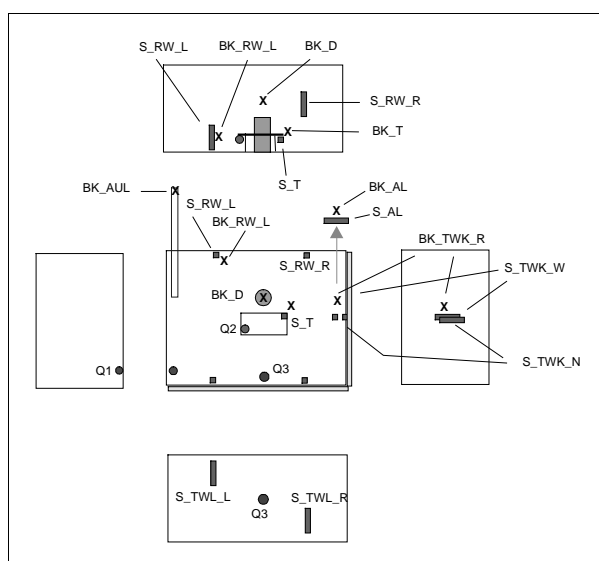 S_RW_L
BK_RW_L
BK_D
X
S_RW_R
X
X
BK_T
S_T
BK_AUL
X
BK_AL
X
S_RW_L
BK_RW_L
S_AL
X
S_RW_R
BK_TWK_R
S_TWK_W
BK_D
X
X
X
X
S_T
Q2
S_TWK_N
Q1
Q3
S_TWL_L
S_TWL_R
Q3